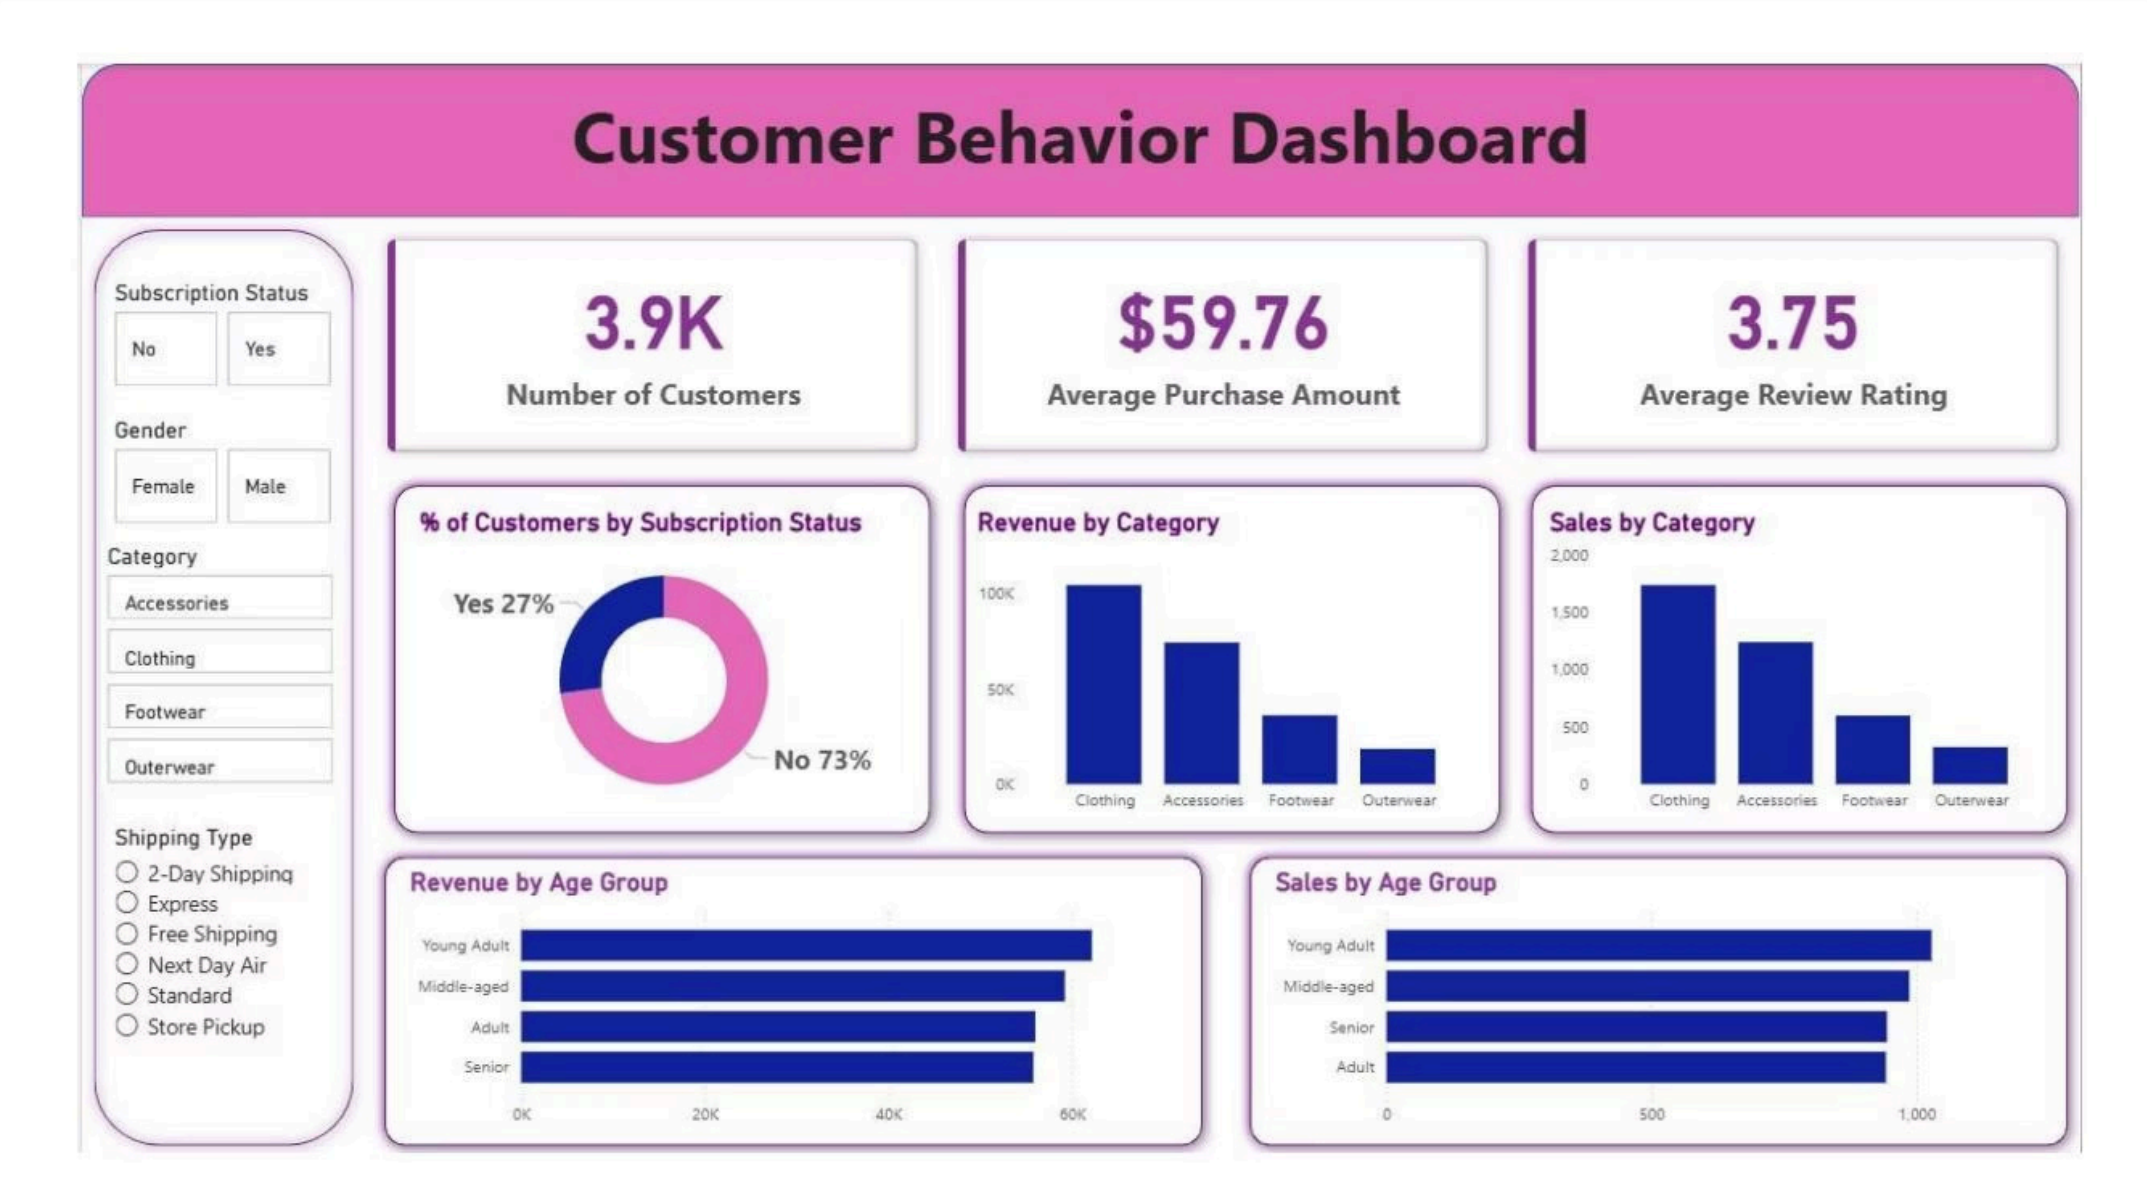 Customer Behavior Dashboard
Subscription Status
No
Yes
Gender
Female
Male
Category
Accessories
Clothing
Footwear
Outerwear
Shipping Type
2-Day Shipping
Express
Free Shipping
Next Day Air
Standard
Store Pickup
3.9K
Number of Customers
$59.76
Average Purchase Amount
3.75
Average Review Rating
% of Customers by Subscription Status
Yes 27%
No 73%
Revenue by Category
100K
50K
0K
Clothing Accessories Footwear Outerwear
Sales by Category
2,000
1,500
1,000
500
0
Clothing Accessories Footwear Outerwear
Revenue by Age Group
Young Adult
Middle-aged
Adult
Senior
0K 20K 40K 60K
Sales by Age Group
Young Adult
Middle-aged
Senior
Adult
0 500 1,000